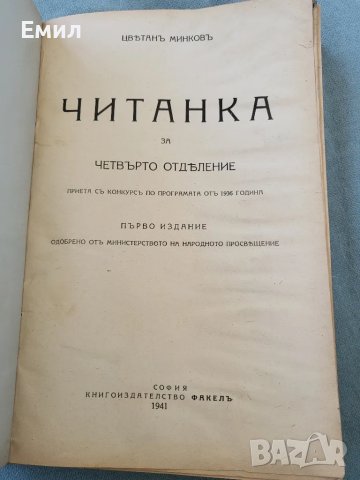 Емил
ЦВѢТАНЪ МИНКОВЪ
ЧИТАНКА
ЗА
ЧЕТВЪРТО ОТДѢЛЕНИЕ
ПРИЕТА СЪ КОНКУРСЪ ПО ПРОГРАМАТА ОТЪ 1936 ГОДИНА
ПЪРВО ИЗДАНИЕ
ОДОБРЕНО ОТЪ МИНИСТЕРСТВОТО НА НАРОДНОТО ПРОСВѢЩЕНИЕ
СОФИЯ
КНИГОИЗДАТЕЛСТВО ФАКЕЛЪ
1941
BAZAR